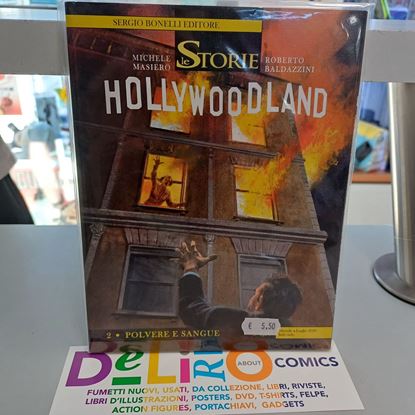 SERGIO BONELLI EDITORE
MICHELE MASIERO
le STORIE
ROBERTO BALDAZZINI
HOLLYWOODLAND
€ 5,50
2 • POLVERE E SANGUE
DéLIRIO ABOUT COMICS
FUMETTI NUOVI, USATI, DA COLLEZIONE, LIBRI, RIVISTE,
LIBRI D'ILLUSTRAZIONI, POSTERS, DVD, T-SHIRTS, FELPE,
ACTION FIGURES, PORTACHIAVI, GADGETS